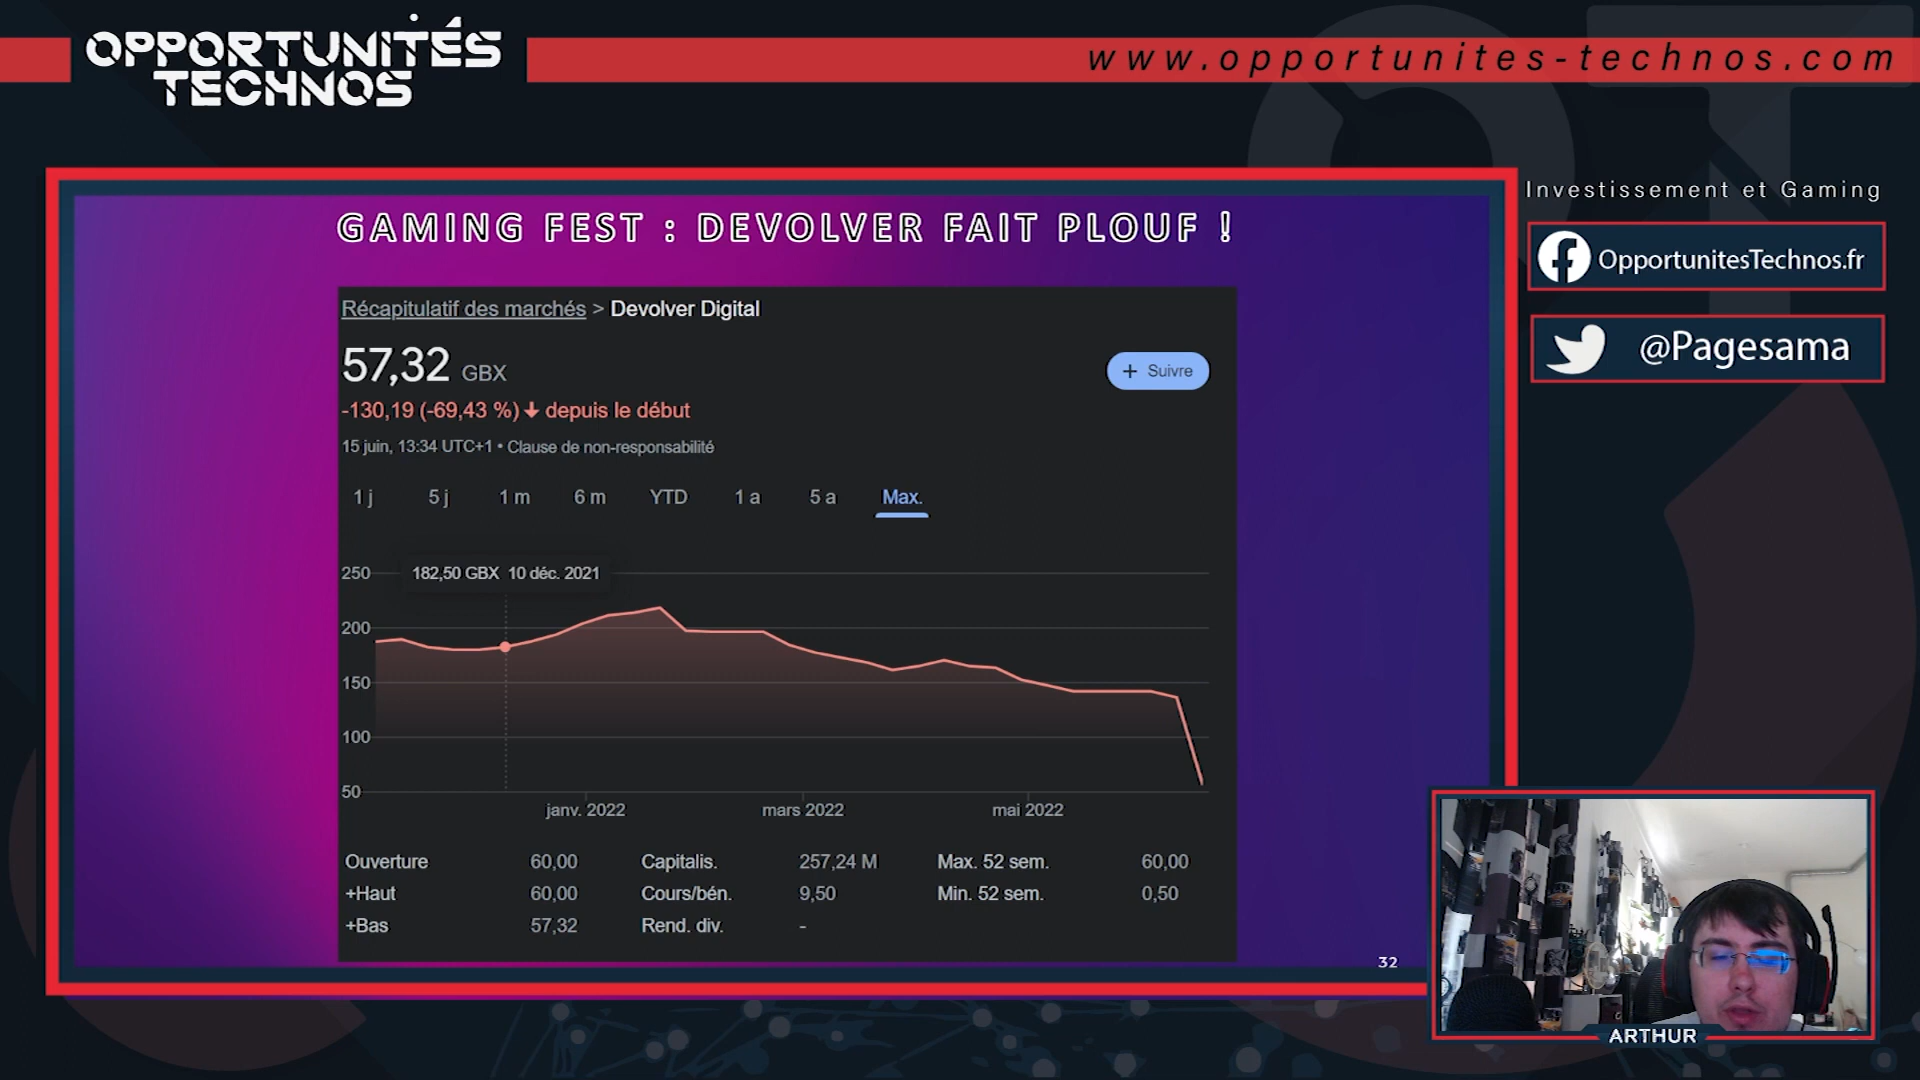 OPPORTUNITÉS
TECHNOS
www.opportunites-technos.com
Investissement et Gaming
OpportunitesTechnos.fr
@Pagesama
GAMING FEST : DEVOLVER FAIT PLOUF !
Récapitulatif des marchés > Devolver Digital
57,32 GBX
+ Suivre
-130,19 (-69,43 %) ↓ depuis le début
15 juin, 13:34 UTC+1 • Clause de non-responsabilité
1 j 5 j 1 m 6 m YTD 1 a 5 a Max.
250
182,50 GBX 10 déc. 2021
200
150
100
50
janv. 2022 mars 2022 mai 2022
Ouverture 60,00 Capitalis. 257,24 M Max. 52 sem. 60,00
+Haut 60,00 Cours/bén. 9,50 Min. 52 sem. 0,50
+Bas 57,32 Rend. div. -
32
ARTHUR